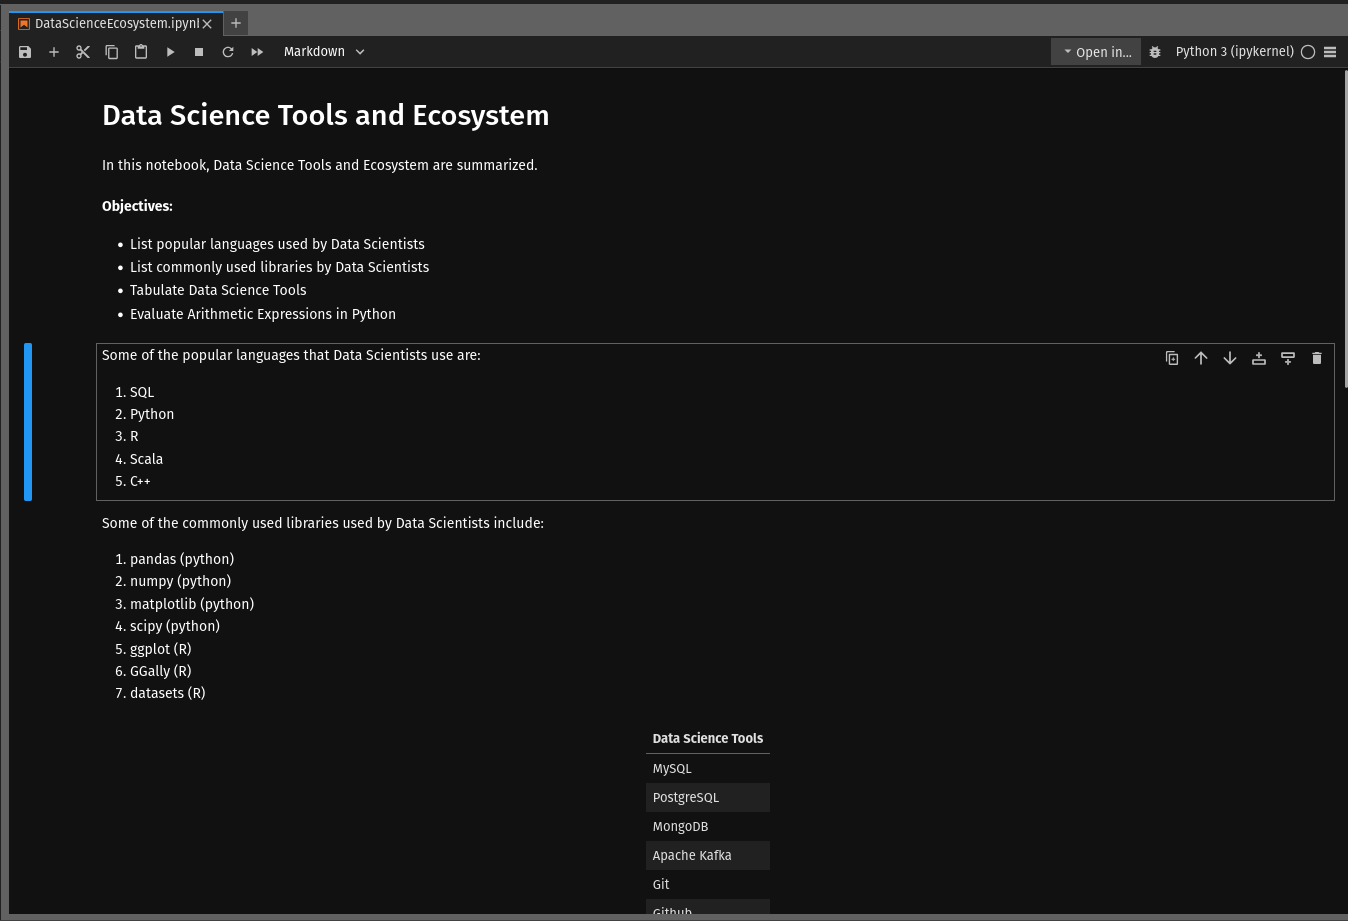 DataScienceEcosystem.ipynb
Markdown
Open in...
Python 3 (ipykernel)
Data Science Tools and Ecosystem
In this notebook, Data Science Tools and Ecosystem are summarized.
Objectives:
• List popular languages used by Data Scientists
• List commonly used libraries by Data Scientists
• Tabulate Data Science Tools
• Evaluate Arithmetic Expressions in Python
Some of the popular languages that Data Scientists use are:
1. SQL
2. Python
3. R
4. Scala
5. C++
Some of the commonly used libraries used by Data Scientists include:
1. pandas (python)
2. numpy (python)
3. matplotlib (python)
4. scipy (python)
5. ggplot (R)
6. GGally (R)
7. datasets (R)
Data Science Tools
MySQL
PostgreSQL
MongoDB
Apache Kafka
Git
Github